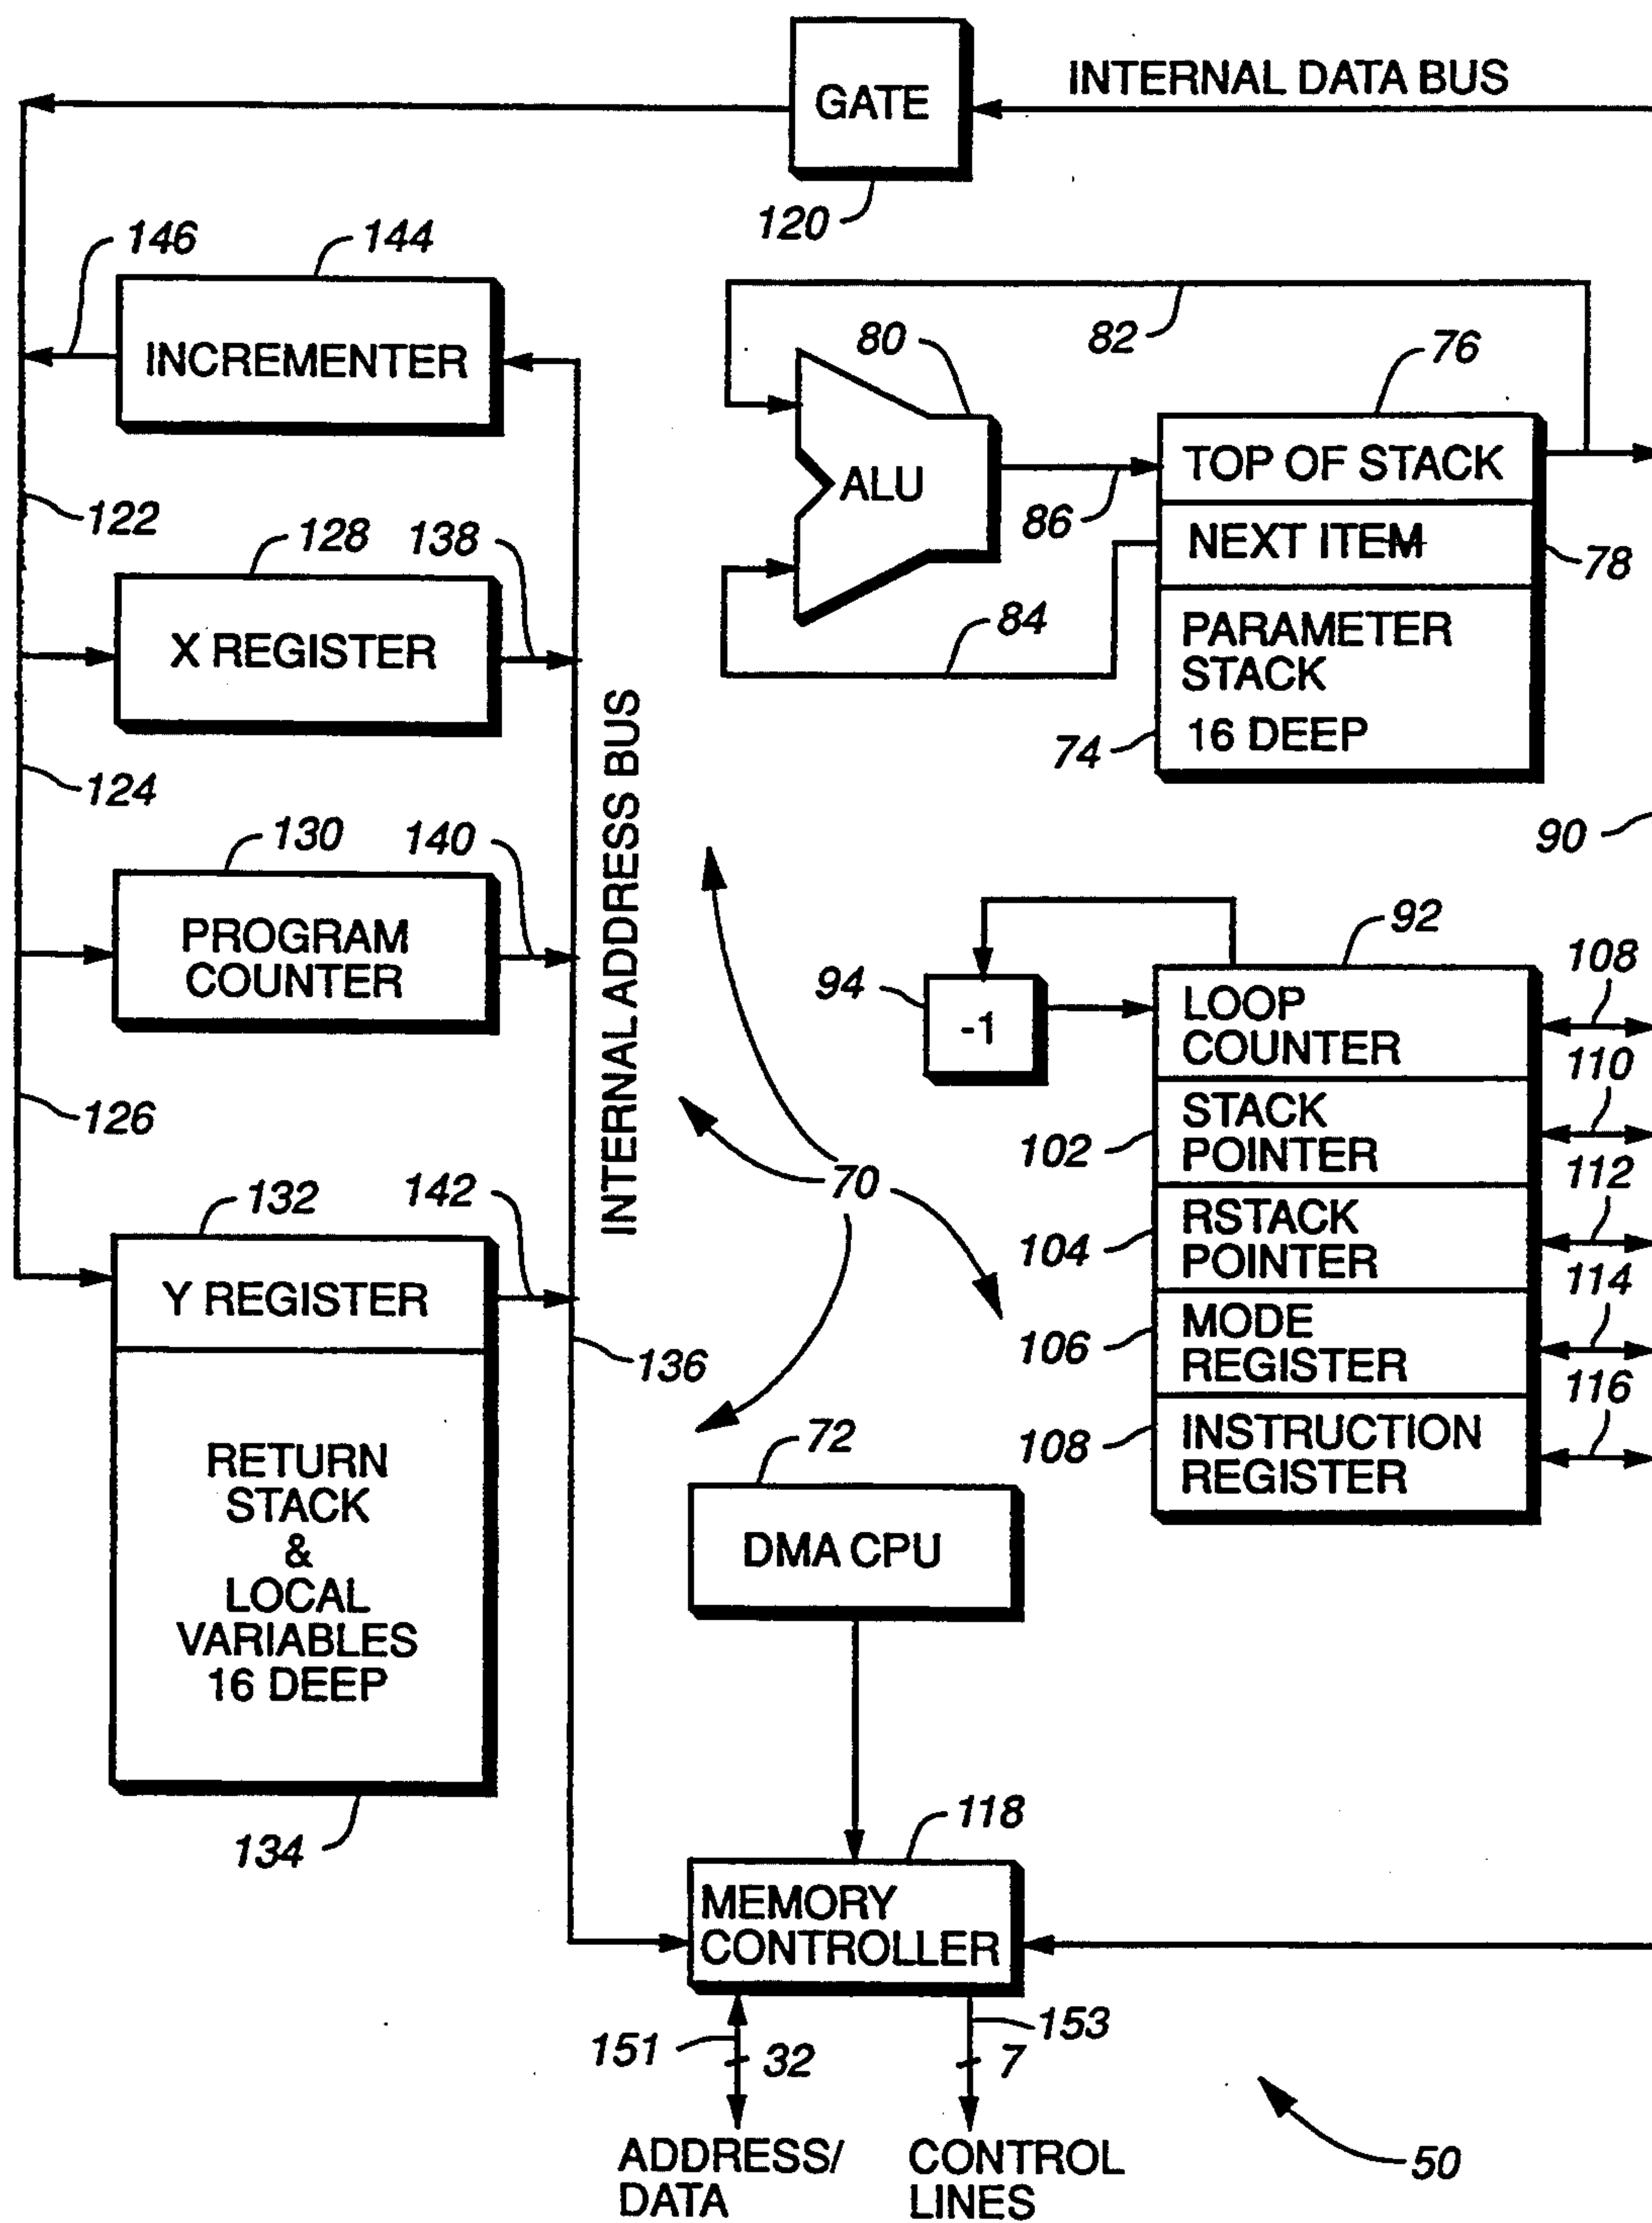 GATE
INTERNAL DATA BUS
120
146
144
INCREMENTER
82
80
76
ALU
TOP OF STACK
86
NEXT ITEM
78
122
128
138
X REGISTER
84
PARAMETER
STACK
16 DEEP
74
124
INTERNAL ADDRESS BUS
130
140
PROGRAM
COUNTER
90
92
94
-1
LOOP
COUNTER
108
110
126
102
STACK
POINTER
112
70
132
142
104
RSTACK
POINTER
114
Y REGISTER
136
106
MODE
REGISTER
116
72
108
INSTRUCTION
REGISTER
RETURN
STACK
&
LOCAL
VARIABLES
16 DEEP
DMA CPU
134
118
MEMORY
CONTROLLER
151
32
153
7
ADDRESS/
DATA
CONTROL
LINES
50